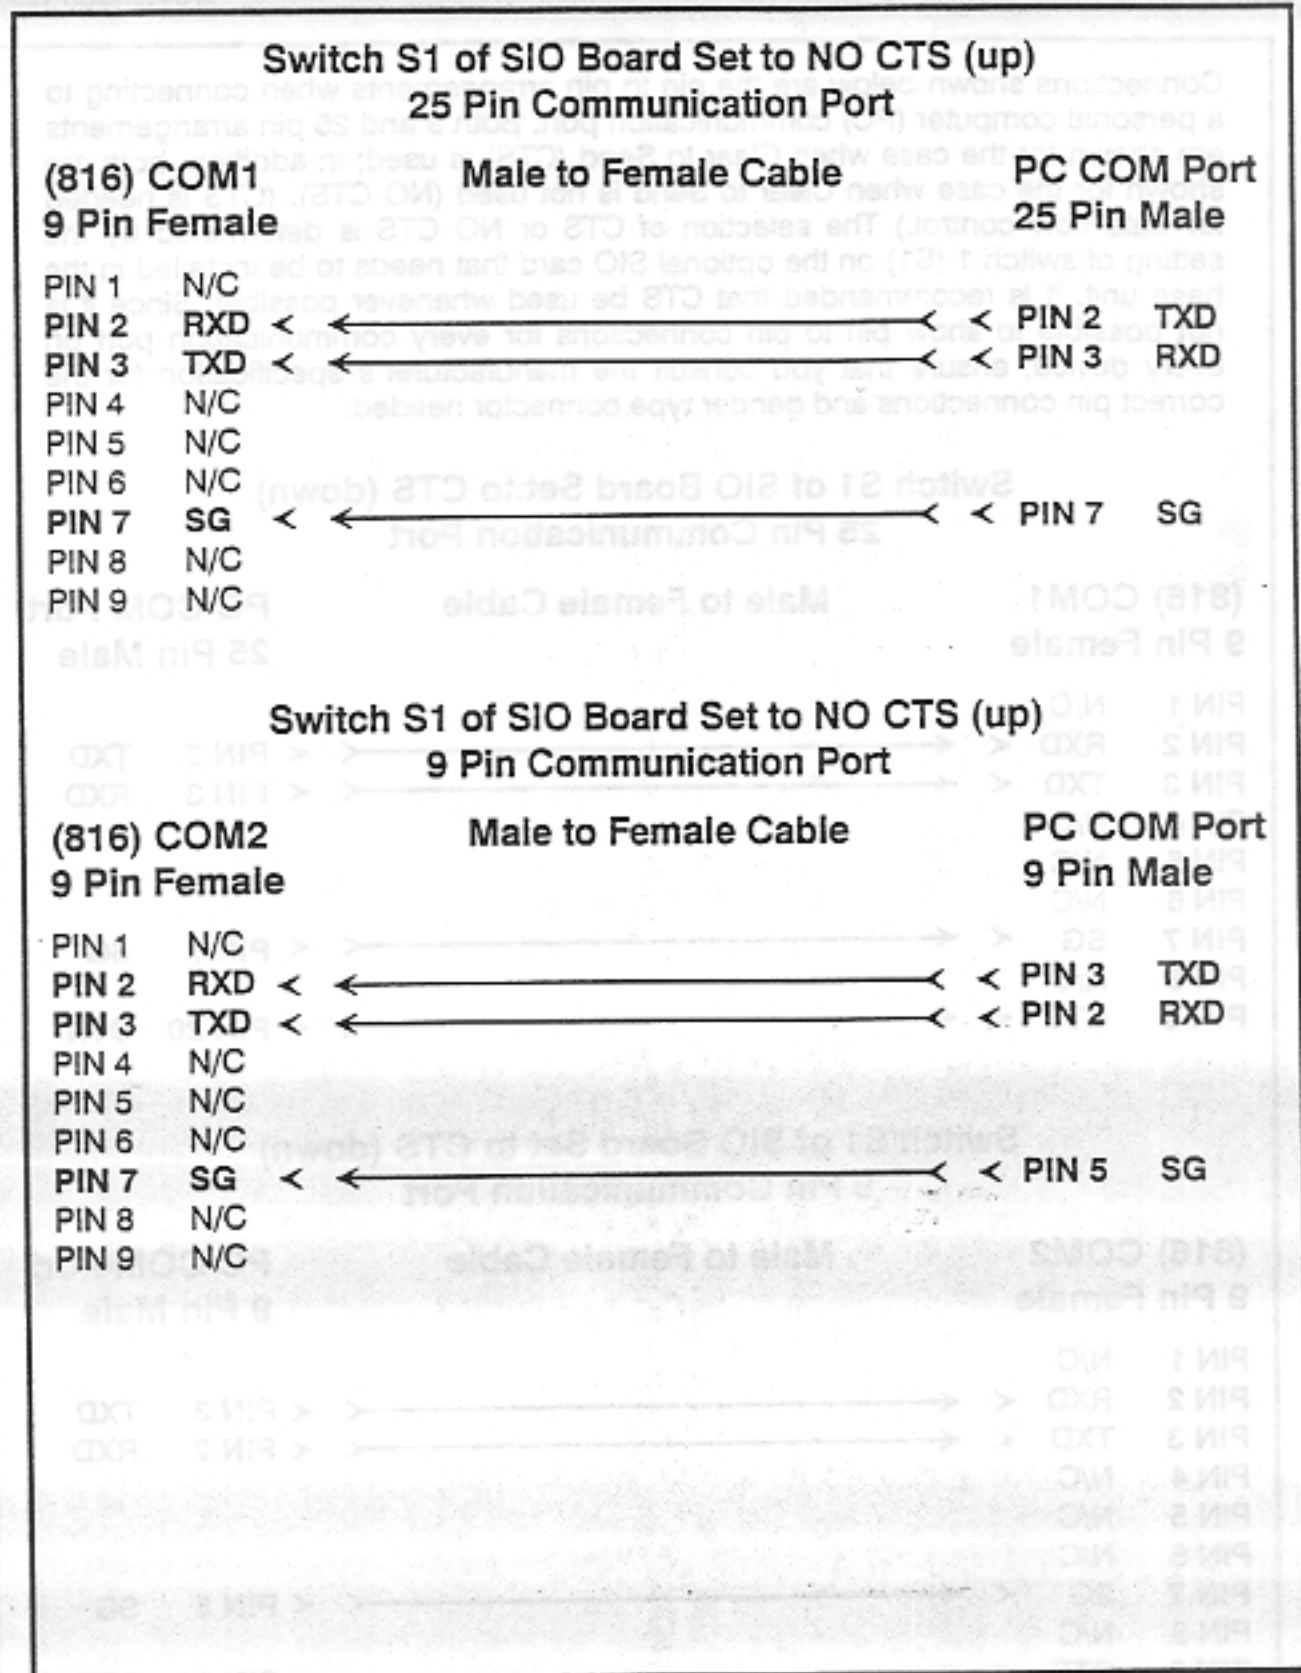 Switch S1 of SIO Board Set to NO CTS (up)
25 Pin Communication Port
(816) COM1 Male to Female Cable PC COM Port
9 Pin Female 25 Pin Male
PIN 1 N/C
PIN 2 RXD PIN 2 TXD
PIN 3 TXD PIN 3 RXD
PIN 4 N/C
PIN 5 N/C
PIN 6 N/C
PIN 7 SG PIN 7 SG
PIN 8 N/C
PIN 9 N/C
Switch S1 of SIO Board Set to NO CTS (up)
9 Pin Communication Port
(816) COM2 Male to Female Cable PC COM Port
9 Pin Female 9 Pin Male
PIN 1 N/C
PIN 2 RXD PIN 3 TXD
PIN 3 TXD PIN 2 RXD
PIN 4 N/C
PIN 5 N/C
PIN 6 N/C
PIN 7 SG PIN 5 SG
PIN 8 N/C
PIN 9 N/C